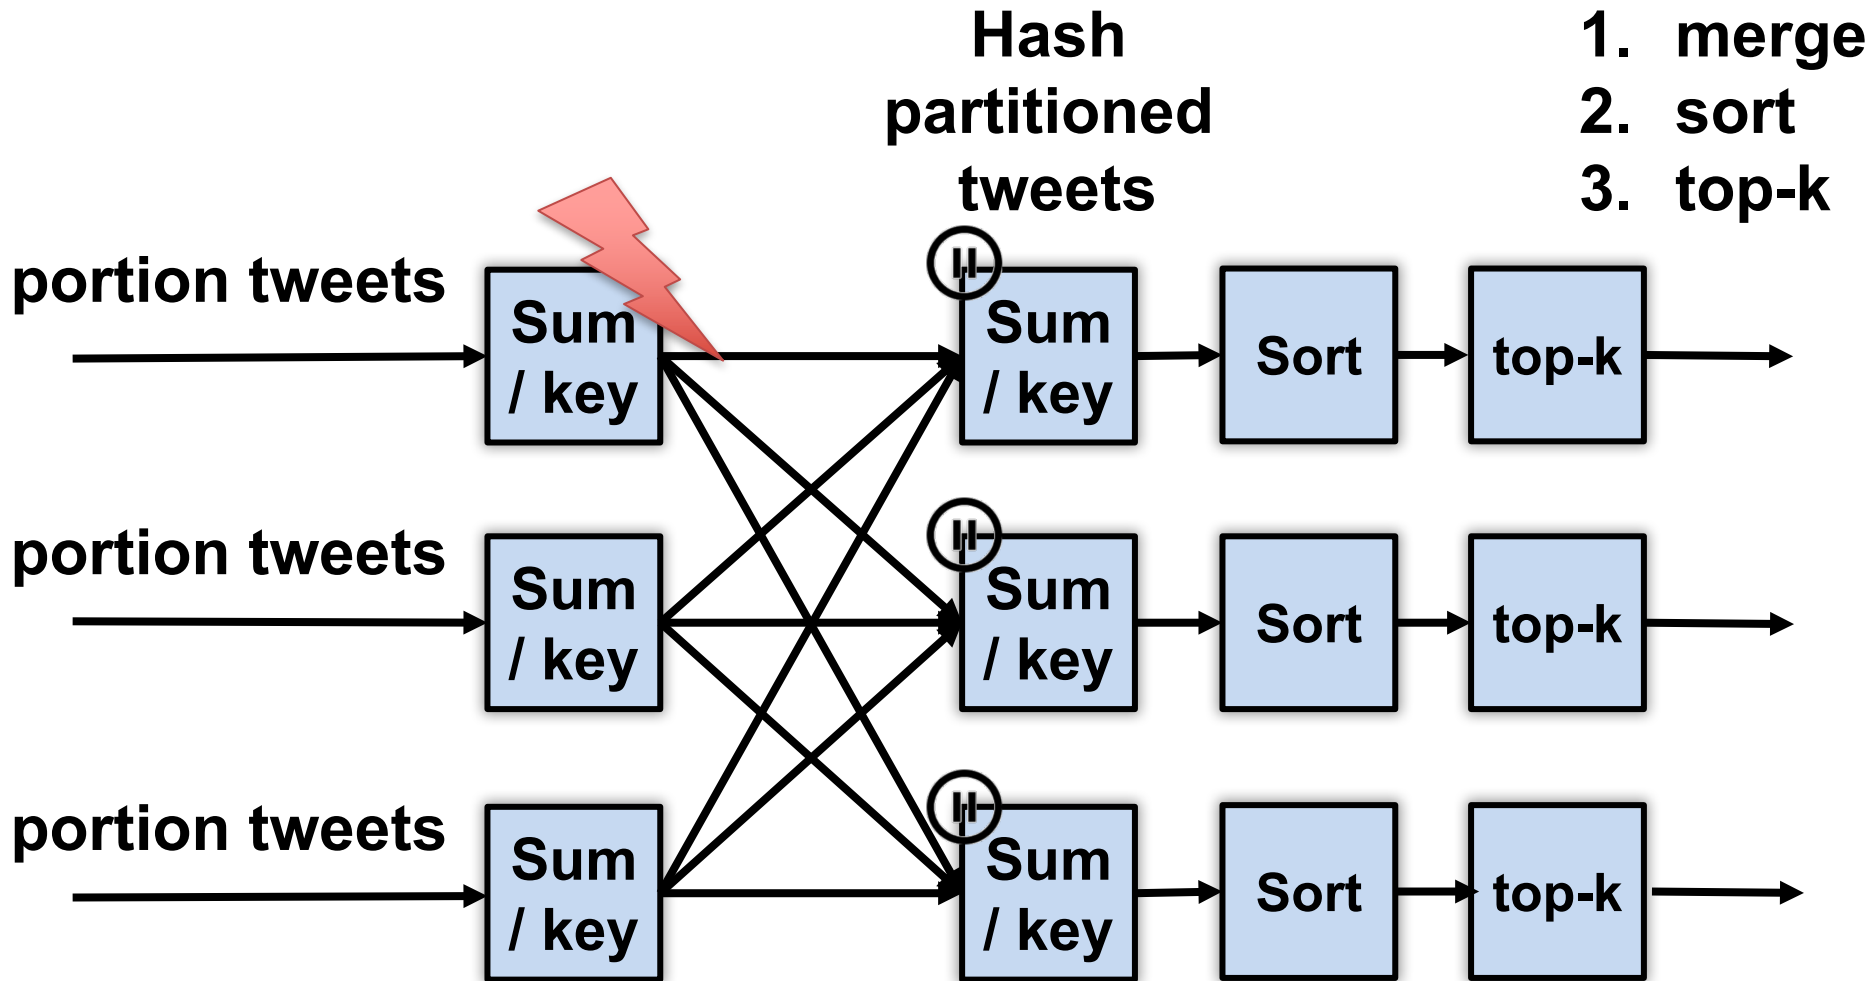 Hash
partitioned
tweets
1. merge
2. sort
3. top-k
portion tweets
Sum
/ key
Sum
/ key
Sort
top-k
portion tweets
Sum
/ key
Sum
/ key
Sort
top-k
portion tweets
Sum
/ key
Sum
/ key
Sort
top-k